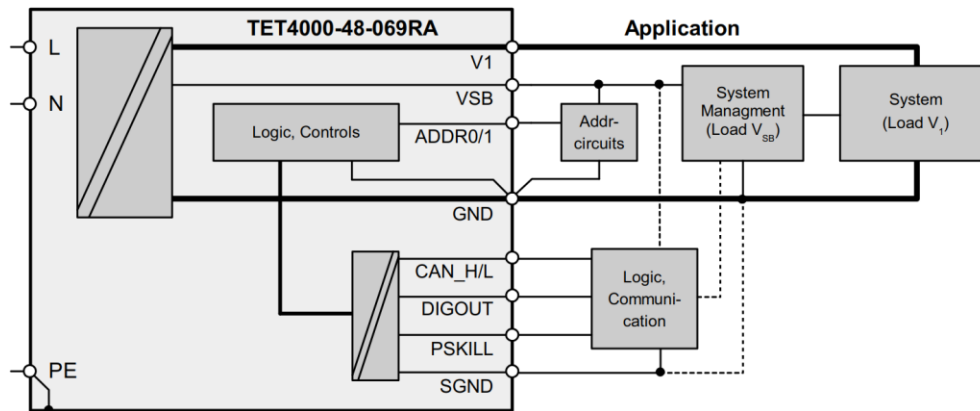 TET4000-48-069RA
Application
L
V1
N
VSB
Logic, Controls
ADDR0/1
Addr-
circuits
System
Managment
(Load VSB)
System
(Load V1)
GND
CAN_H/L
DIGOUT
PSKILL
SGND
Logic,
Communi-
cation
PE